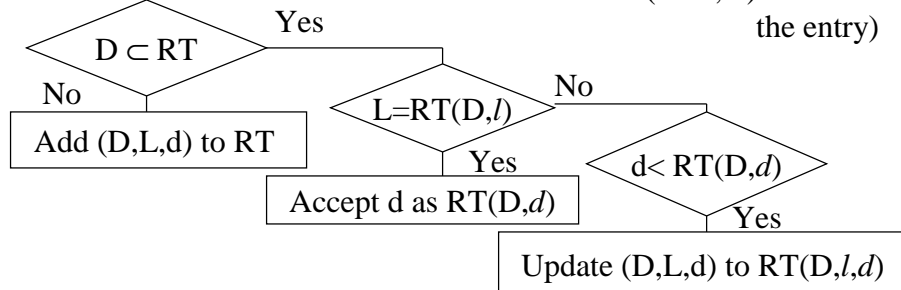 the entry)
Yes
D ⊂ RT
No
No
L=RT(D,l)
Add (D,L,d) to RT
Yes
d< RT(D,d)
Accept d as RT(D,d)
Yes
Update (D,L,d) to RT(D,l,d)